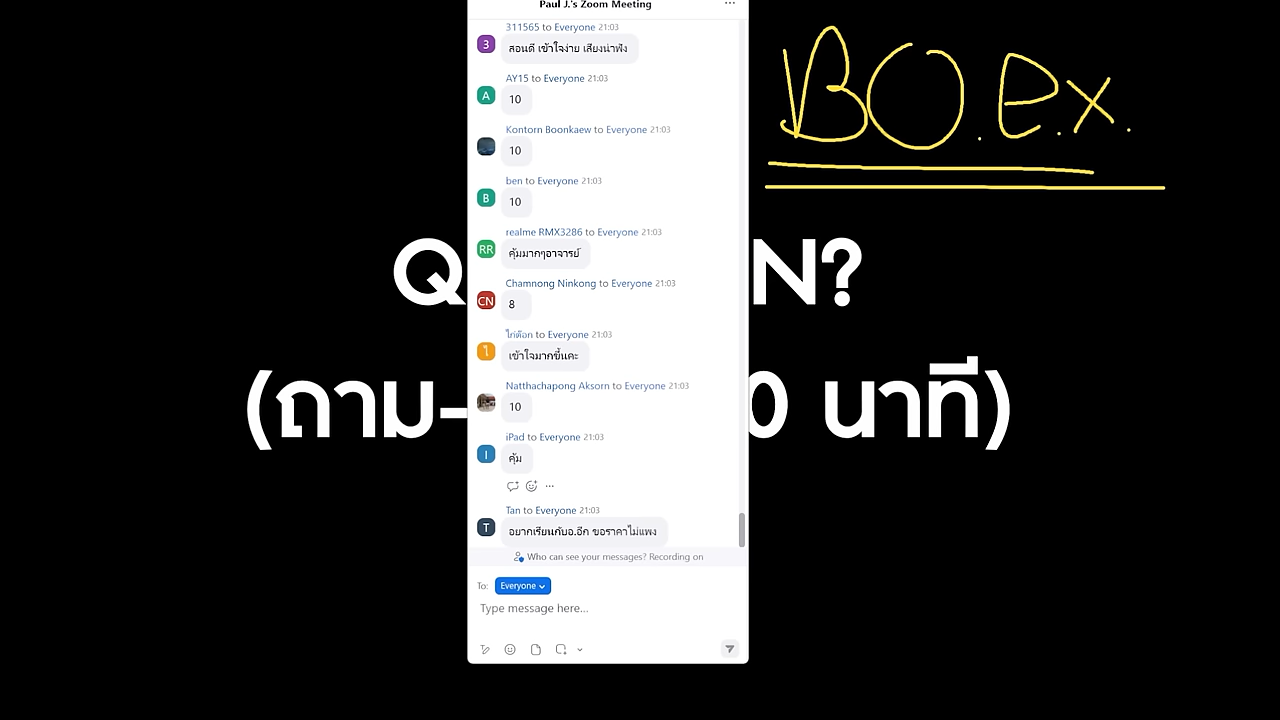 Paul J.'s Zoom Meeting
311565 to Everyone 21:03
3
สอนดี เข้าใจง่าย เสียงน่าฟัง
AY15 to Everyone 21:03
A
10
Kontorn Boonkaew to Everyone 21:03
10
ben to Everyone 21:03
B
10
realme RMX3286 to Everyone 21:03
RR
คุ้มมากๆอาจารย์
Chamnong Ninkong to Everyone 21:03
CN
8
ไก่ต๊อก to Everyone 21:03
ไ
เข้าใจมากขึ้นคะ
Natthachapong Aksorn to Everyone 21:03
10
iPad to Everyone 21:03
I
คุ้ม
Tan to Everyone 21:03
T
อยากเรียนกับอ.อีก ขอราคาไม่แพง
Who can see your messages? Recording on
To: Everyone
Type message here...
BO.e.x.
Q N?
(ถาม- 0 นาที)